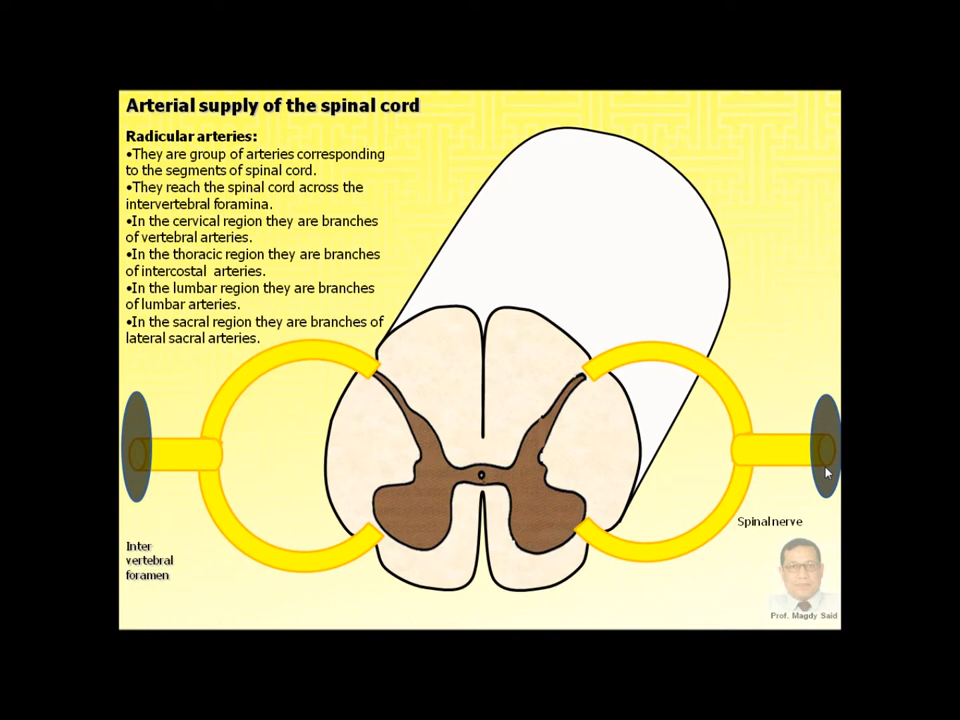 Arterial supply of the spinal cord
Radicular arteries:
•They are group of arteries corresponding
to the segments of spinal cord.
•They reach the spinal cord across the
intervertebral foramina.
•In the cervical region they are branches
of vertebral arteries.
•In the thoracic region they are branches
of intercostal arteries.
•In the lumbar region they are branches
of lumbar arteries.
•In the sacral region they are branches of
lateral sacral arteries.
Spinal nerve
Inter
vertebral
foramen
Prof. Magdy Said